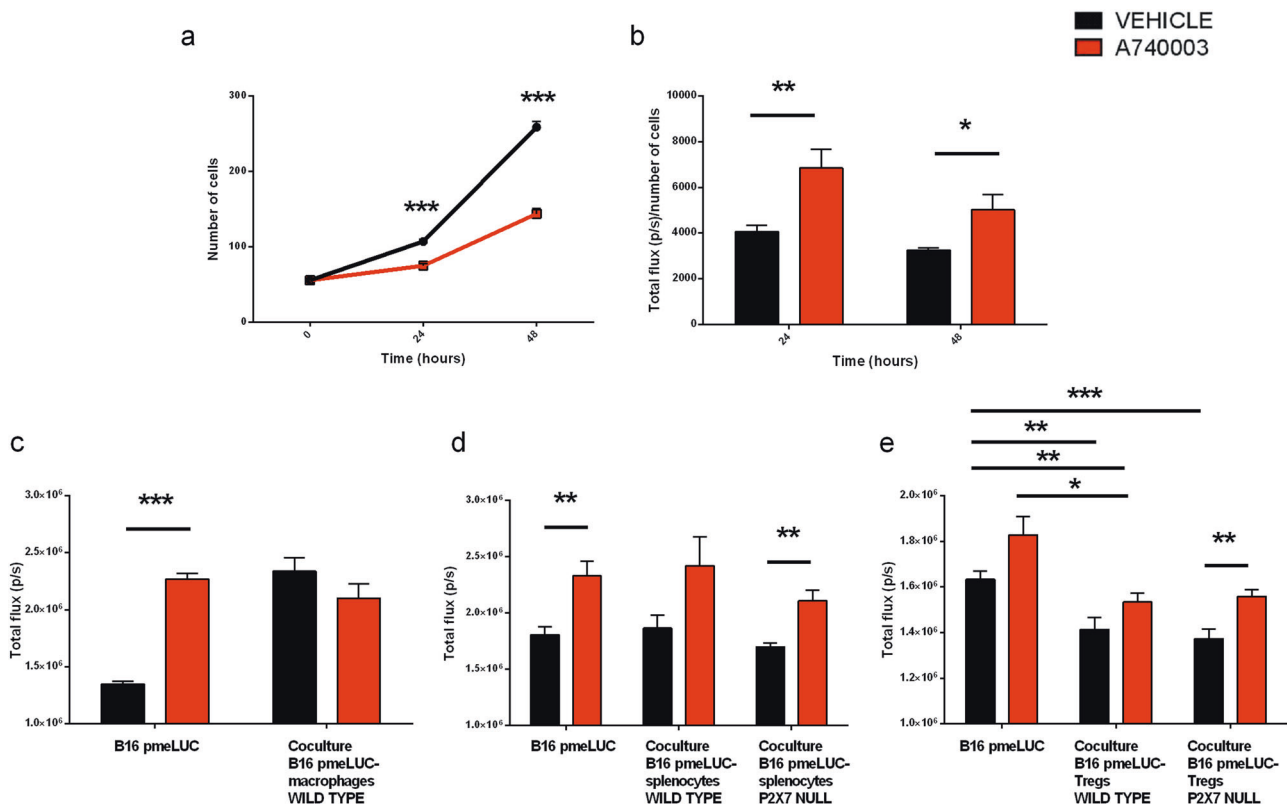 VEHICLE
A740003
a
300
200
100
0
Number of cells
***
***
0
24
48
Time (hours)
b
10000
8000
6000
4000
2000
0
Total flux (p/s)/number of cells
**
*
24
48
Time (hours)
c
3.0×10⁶
2.5×10⁶
2.0×10⁶
1.5×10⁶
1.0×10⁶
Total flux (p/s)
***
B16 pmeLUC
Coculture
B16 pmeLUC-
macrophages
WILD TYPE
d
3.0×10⁶
2.5×10⁶
2.0×10⁶
1.5×10⁶
1.0×10⁶
Total flux (p/s)
**
**
B16 pmeLUC
Coculture
B16 pmeLUC-
splenocytes
WILD TYPE
Coculture
B16 pmeLUC-
splenocytes
P2X7 NULL
e
***
**
**
*
**
2.0×10⁶
1.8×10⁶
1.6×10⁶
1.4×10⁶
1.2×10⁶
1.0×10⁶
Total flux (p/s)
B16 pmeLUC
Coculture
B16 pmeLUC-
Tregs
WILD TYPE
Coculture
B16 pmeLUC-
Tregs
P2X7 NULL